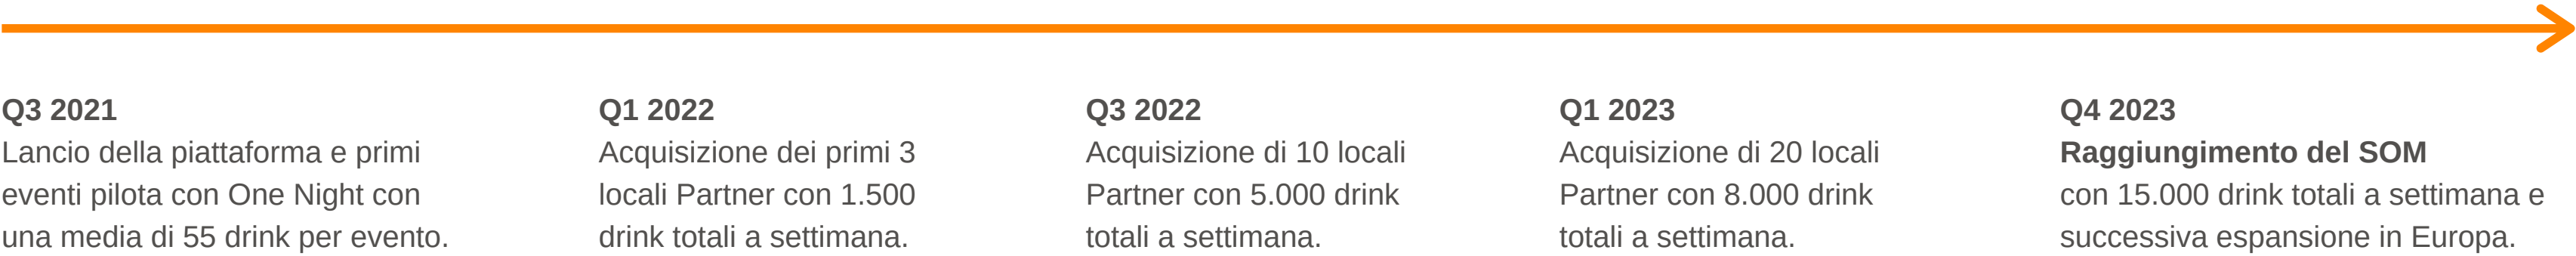 Q3 2021
Lancio della piattaforma e primi
eventi pilota con One Night con
una media di 55 drink per evento.
Q1 2022
Acquisizione dei primi 3
locali Partner con 1.500
drink totali a settimana.
Q3 2022
Acquisizione di 10 locali
Partner con 5.000 drink
totali a settimana.
Q1 2023
Acquisizione di 20 locali
Partner con 8.000 drink
totali a settimana.
Q4 2023
Raggiungimento del SOM
con 15.000 drink totali a settimana e
successiva espansione in Europa.